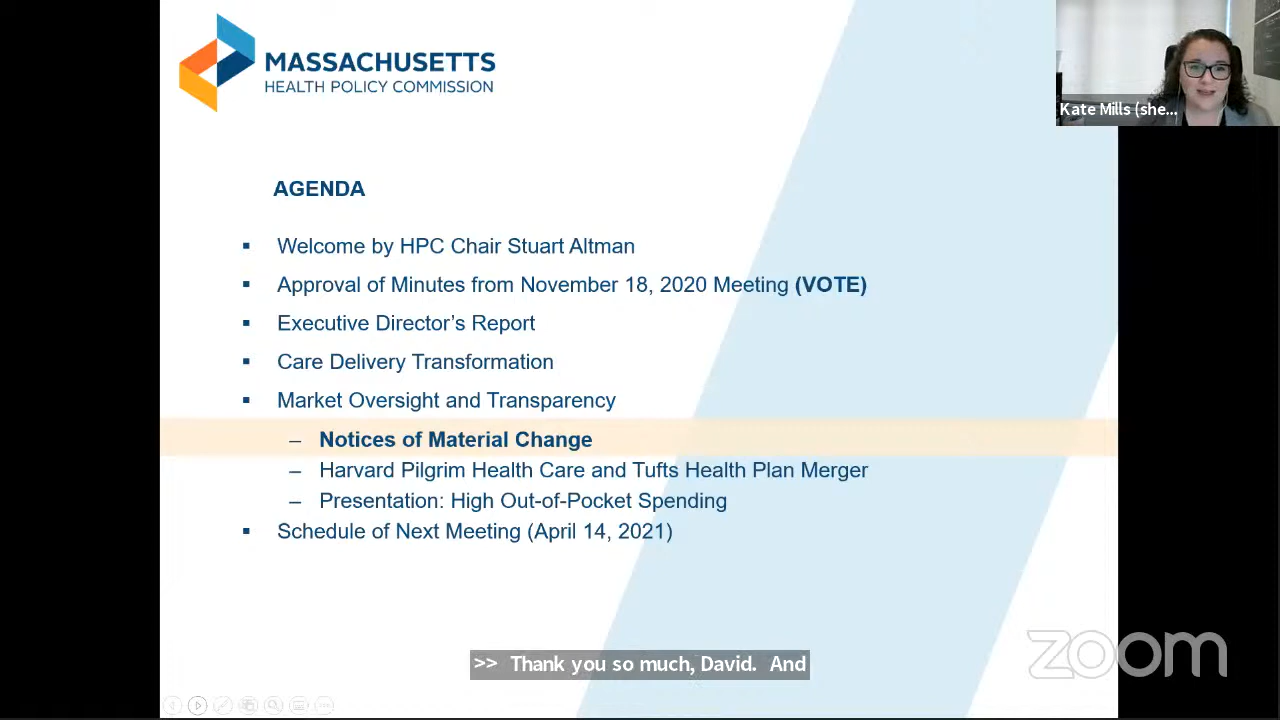 MASSACHUSETTS
HEALTH POLICY COMMISSION
Kate Mills (she...
AGENDA
▪ Welcome by HPC Chair Stuart Altman
▪ Approval of Minutes from November 18, 2020 Meeting (VOTE)
▪ Executive Director’s Report
▪ Care Delivery Transformation
▪ Market Oversight and Transparency
– Notices of Material Change
– Harvard Pilgrim Health Care and Tufts Health Plan Merger
– Presentation: High Out-of-Pocket Spending
▪ Schedule of Next Meeting (April 14, 2021)
>> Thank you so much, David. And
zoom